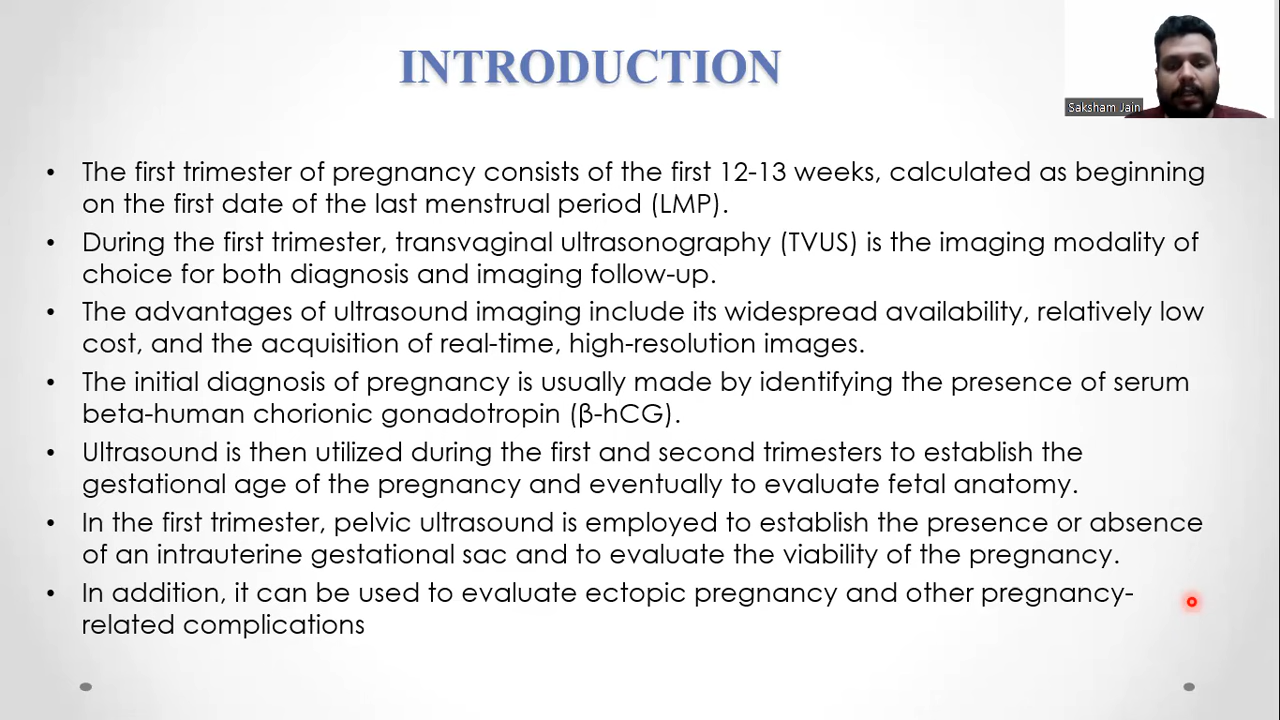 INTRODUCTION
Saksham Jain
• The first trimester of pregnancy consists of the first 12-13 weeks, calculated as beginning
on the first date of the last menstrual period (LMP).
• During the first trimester, transvaginal ultrasonography (TVUS) is the imaging modality of
choice for both diagnosis and imaging follow-up.
• The advantages of ultrasound imaging include its widespread availability, relatively low
cost, and the acquisition of real-time, high-resolution images.
• The initial diagnosis of pregnancy is usually made by identifying the presence of serum
beta-human chorionic gonadotropin (β-hCG).
• Ultrasound is then utilized during the first and second trimesters to establish the
gestational age of the pregnancy and eventually to evaluate fetal anatomy.
• In the first trimester, pelvic ultrasound is employed to establish the presence or absence
of an intrauterine gestational sac and to evaluate the viability of the pregnancy.
• In addition, it can be used to evaluate ectopic pregnancy and other pregnancy-
related complications